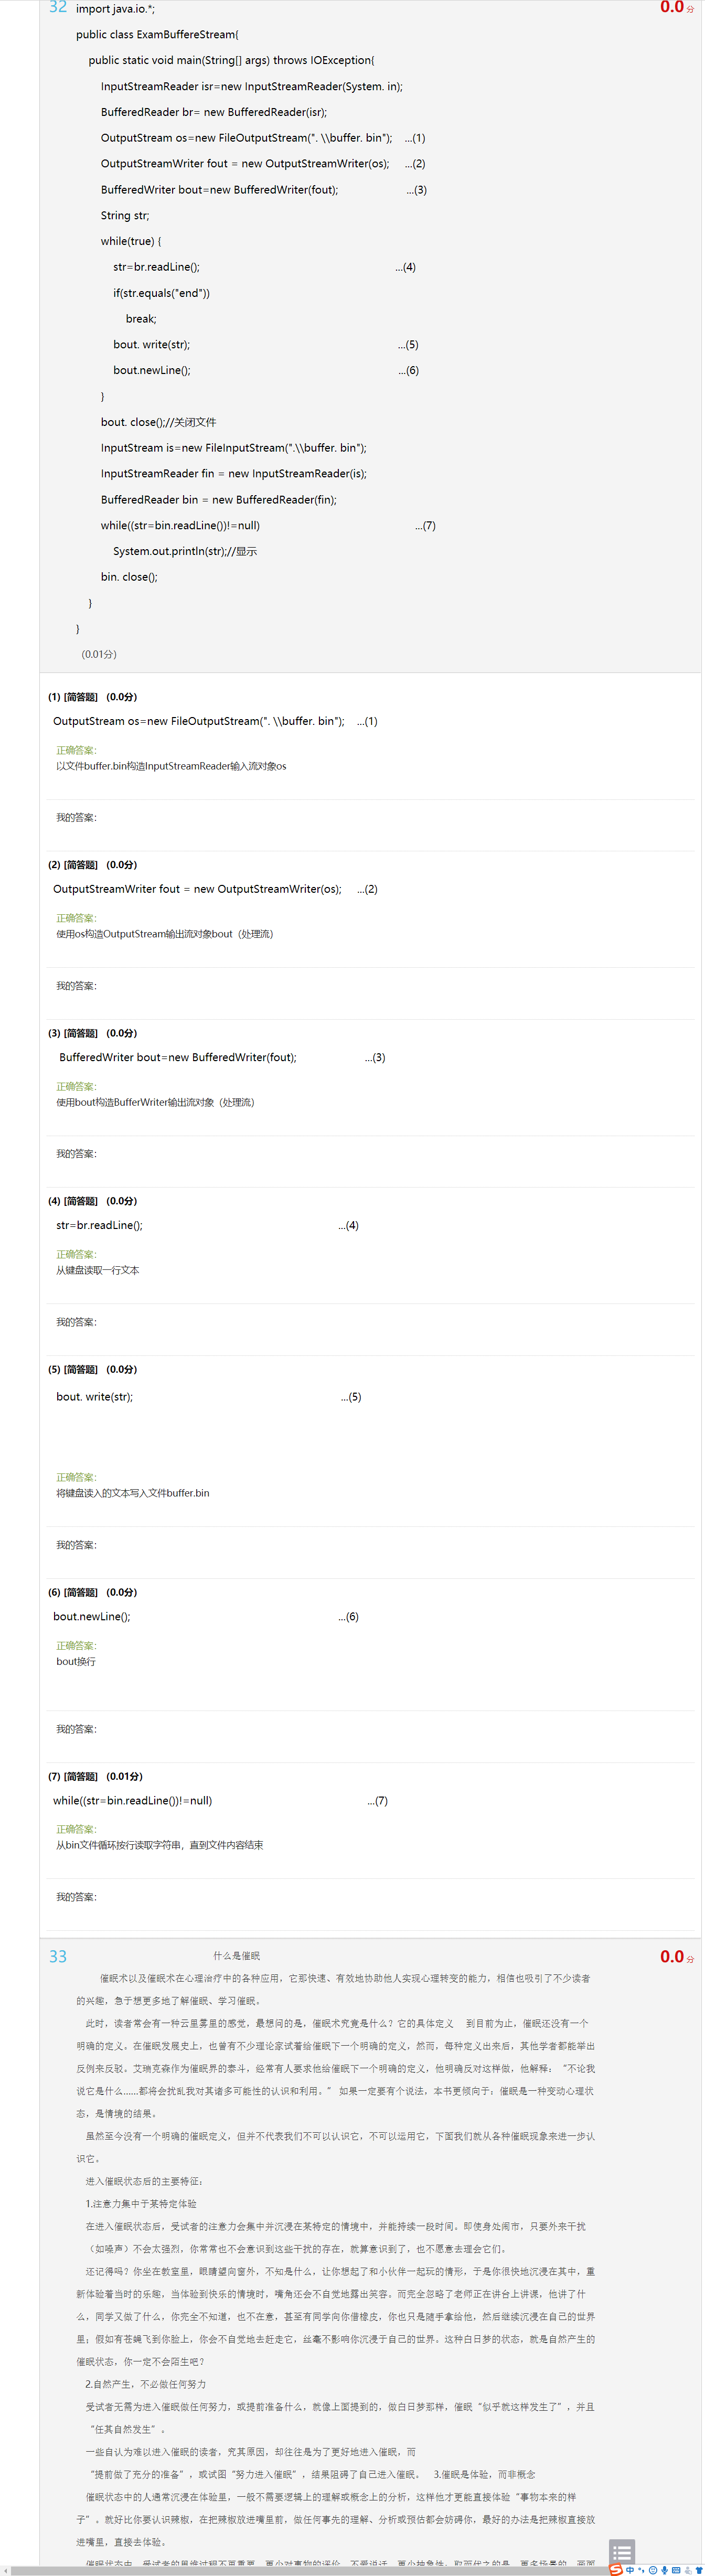 32 import java.io.*; 0.0 分
public class ExamBuffereStream{
public static void main(String[] args) throws IOException{
InputStreamReader isr=new InputStreamReader(System. in);
BufferedReader br= new BufferedReader(isr);
OutputStream os=new FileOutputStream(". \\buffer. bin"); ...(1)
OutputStreamWriter fout = new OutputStreamWriter(os); ...(2)
BufferedWriter bout=new BufferedWriter(fout); ...(3)
String str;
while(true) {
str=br.readLine(); ...(4)
if(str.equals("end"))
break;
bout. write(str); ...(5)
bout.newLine(); ...(6)
}
bout. close();//关闭文件
InputStream is=new FileInputStream(".\\buffer. bin");
InputStreamReader fin = new InputStreamReader(is);
BufferedReader bin = new BufferedReader(fin);
while((str=bin.readLine())!=null) ...(7)
System.out.println(str);//显示
bin. close();
}
}
(0.01分)
(1) [简答题] (0.0分)
OutputStream os=new FileOutputStream(". \\buffer. bin"); ...(1)
正确答案：
以文件buffer.bin构造InputStreamReader输入流对象os
我的答案：
(2) [简答题] (0.0分)
OutputStreamWriter fout = new OutputStreamWriter(os); ...(2)
正确答案：
使用os构造OutputStream输出流对象bout（处理流）
我的答案：
(3) [简答题] (0.0分)
BufferedWriter bout=new BufferedWriter(fout); ...(3)
正确答案：
使用bout构造BufferWriter输出流对象（处理流）
我的答案：
(4) [简答题] (0.0分)
str=br.readLine(); ...(4)
正确答案：
从键盘读取一行文本
我的答案：
(5) [简答题] (0.0分)
bout. write(str); ...(5)
正确答案：
将键盘读入的文本写入文件buffer.bin
我的答案：
(6) [简答题] (0.0分)
bout.newLine(); ...(6)
正确答案：
bout换行
我的答案：
(7) [简答题] (0.01分)
while((str=bin.readLine())!=null) ...(7)
正确答案：
从bin文件循环按行读取字符串，直到文件内容结束
我的答案：
33 什么是催眠 0.0 分
催眠术以及催眠术在心理治疗中的各种应用，它那快速、有效地协助他人实现心理转变的能力，相信也吸引了不少读者
的兴趣，急于想更多地了解催眠、学习催眠。
此时，读者常会有一种云里雾里的感觉，最想问的是，催眠术究竟是什么？它的具体定义 到目前为止，催眠还没有一个
明确的定义。在催眠发展史上，也曾有不少理论家试着给催眠下一个明确的定义，然而，每种定义出来后，其他学者都能举出
反例来反驳。艾瑞克森作为催眠界的泰斗，经常有人要求他给催眠下一个明确的定义，他明确反对这样做，他解释：“不论我
说它是什么……都将会扰乱我对其诸多可能性的认识和利用。” 如果一定要有个说法，本书更倾向于：催眠是一种变动心理状
态，是情境的结果。
虽然至今没有一个明确的催眠定义，但并不代表我们不可以认识它，不可以运用它，下面我们就从各种催眠现象来进一步认
识它。
进入催眠状态后的主要特征：
1.注意力集中于某特定体验
在进入催眠状态后，受试者的注意力会集中并沉浸在某特定的情境中，并能持续一段时间。即使身处闹市，只要外来干扰
（如噪声）不会太强烈，你常常也不会意识到这些干扰的存在，就算意识到了，也不愿意去理会它们。
还记得吗？你坐在教室里，眼睛望向窗外，不知是什么，让你想起了和小伙伴一起玩的情形，于是你很快地沉浸在其中，重
新体验着当时的乐趣，当体验到快乐的情境时，嘴角还会不自觉地露出笑容。而完全忽略了老师正在讲台上讲课，他讲了什
么，同学又做了什么，你完全不知道，也不在意，甚至有同学向你借橡皮，你也只是随手拿给他，然后继续沉浸在自己的世界
里；假如有苍蝇飞到你脸上，你会不自觉地去赶走它，丝毫不影响你沉浸于自己的世界。这种白日梦的状态，就是自然产生的
催眠状态，你一定不会陌生吧？
2.自然产生，不必做任何努力
受试者无需为进入催眠做任何努力，或提前准备什么，就像上面提到的，做白日梦那样，催眠“似乎就这样发生了”，并且
“任其自然发生”。
一些自认为难以进入催眠的读者，究其原因，却往往是为了更好地进入催眠，而
“提前做了充分的准备”，或试图“努力进入催眠”，结果阻碍了自己进入催眠。 3.催眠是体验，而非概念
催眠状态中的人通常沉浸在体验里，一般不需要逻辑上的理解或概念上的分析，这样他才更能直接体验“事物本来的样
子”。就好比你要认识辣椒，在把辣椒放进嘴里前，做任何事先的理解、分析或预估都会妨碍你，最好的办法是把辣椒直接放
进嘴里，直接去体验。
中